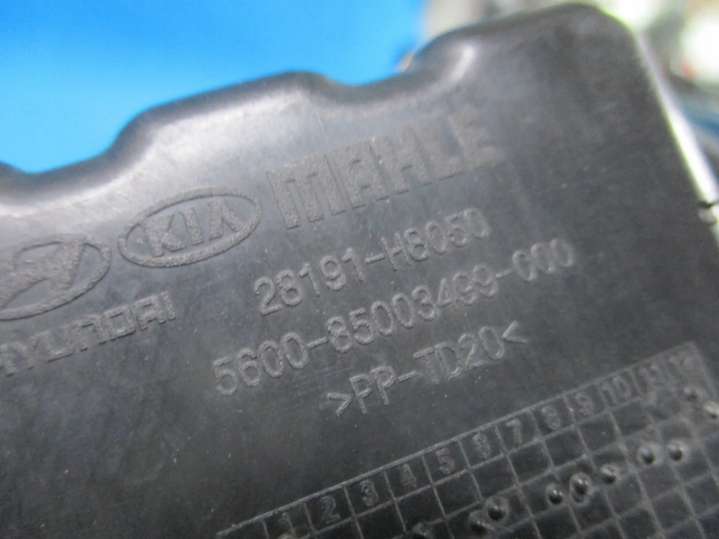 MAHLE
KIA
HYUNDAI
28191-H8050
5600-85003499-000
>PP-TD20<
1 2 3 4 5 6 7 8 9 10 11 12